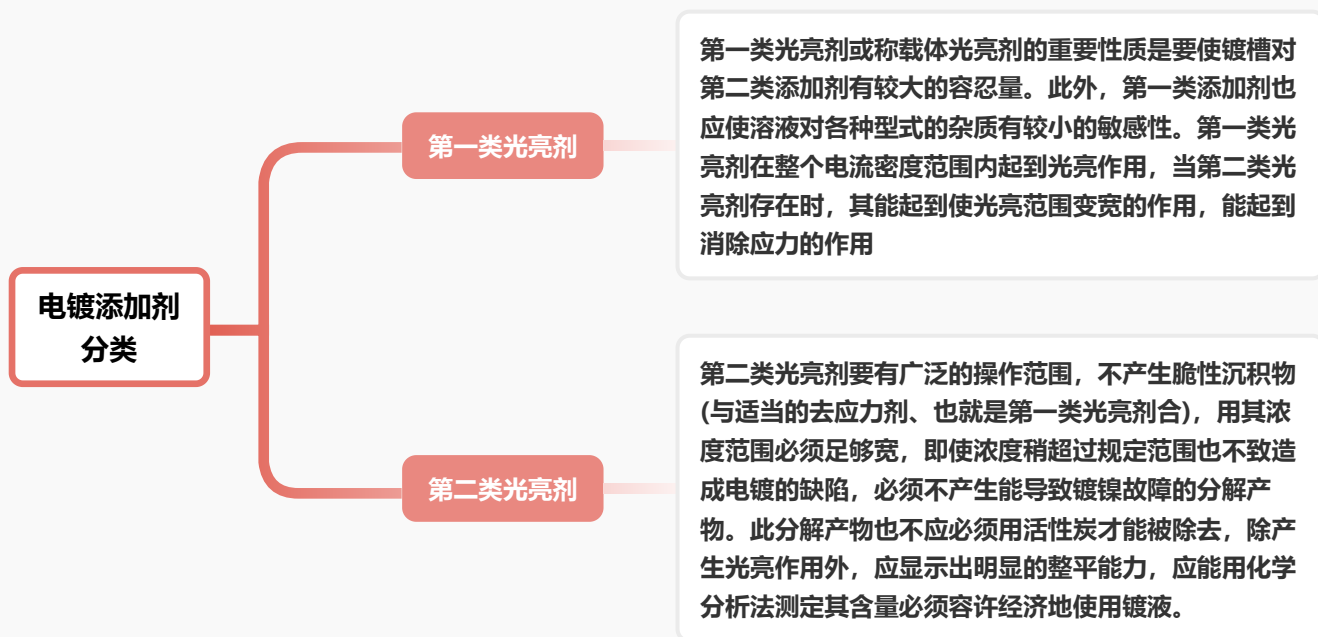 电镀添加剂
分类
第一类光亮剂
第一类光亮剂或称载体光亮剂的重要性质是要使镀槽对
第二类添加剂有较大的容忍量。此外，第一类添加剂也
应使溶液对各种型式的杂质有较小的敏感性。第一类光
亮剂在整个电流密度范围内起到光亮作用，当第二类光
亮剂存在时，其能起到使光亮范围变宽的作用，能起到
消除应力的作用
第二类光亮剂
第二类光亮剂要有广泛的操作范围，不产生脆性沉积物
(与适当的去应力剂、也就是第一类光亮剂合)，用其浓
度范围必须足够宽，即使浓度稍超过规定范围也不致造
成电镀的缺陷，必须不产生能导致镀镍故障的分解产
物。此分解产物也不应必须用活性炭才能被除去，除产
生光亮作用外，应显示出明显的整平能力，应能用化学
分析法测定其含量必须容许经济地使用镀液。